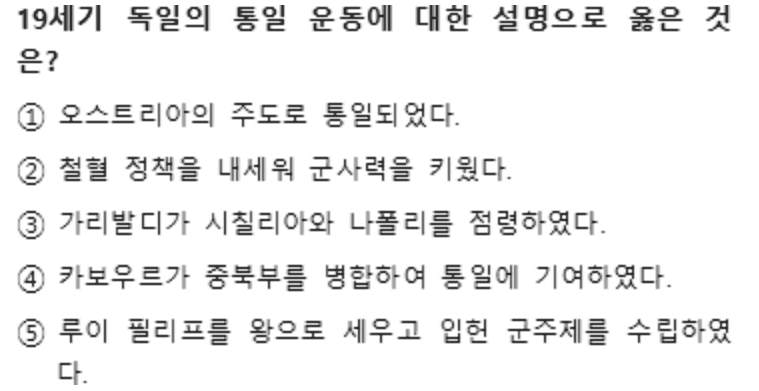 19세기 독일의 통일 운동에 대한 설명으로 옳은 것
은?
① 오스트리아의 주도로 통일되었다.
② 철혈 정책을 내세워 군사력을 키웠다.
③ 가리발디가 시칠리아와 나폴리를 점령하였다.
④ 카보우르가 중북부를 병합하여 통일에 기여하였다.
⑤ 루이 필리프를 왕으로 세우고 입헌 군주제를 수립하였
다.